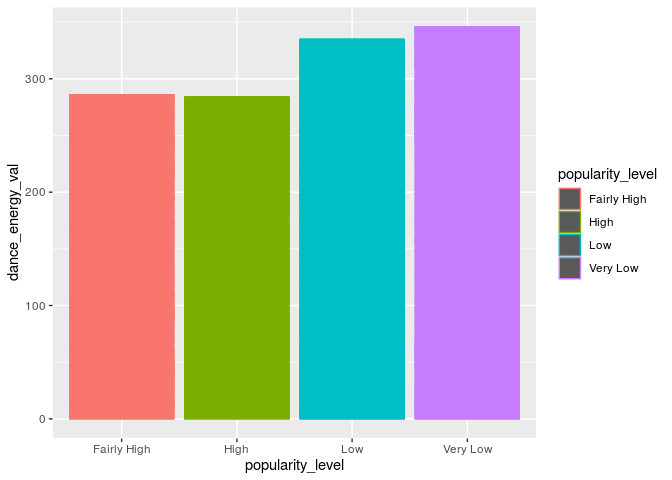 dance_energy_val
300
200
100
0
Fairly High
High
Low
Very Low
popularity_level
popularity_level
Fairly High
High
Low
Very Low